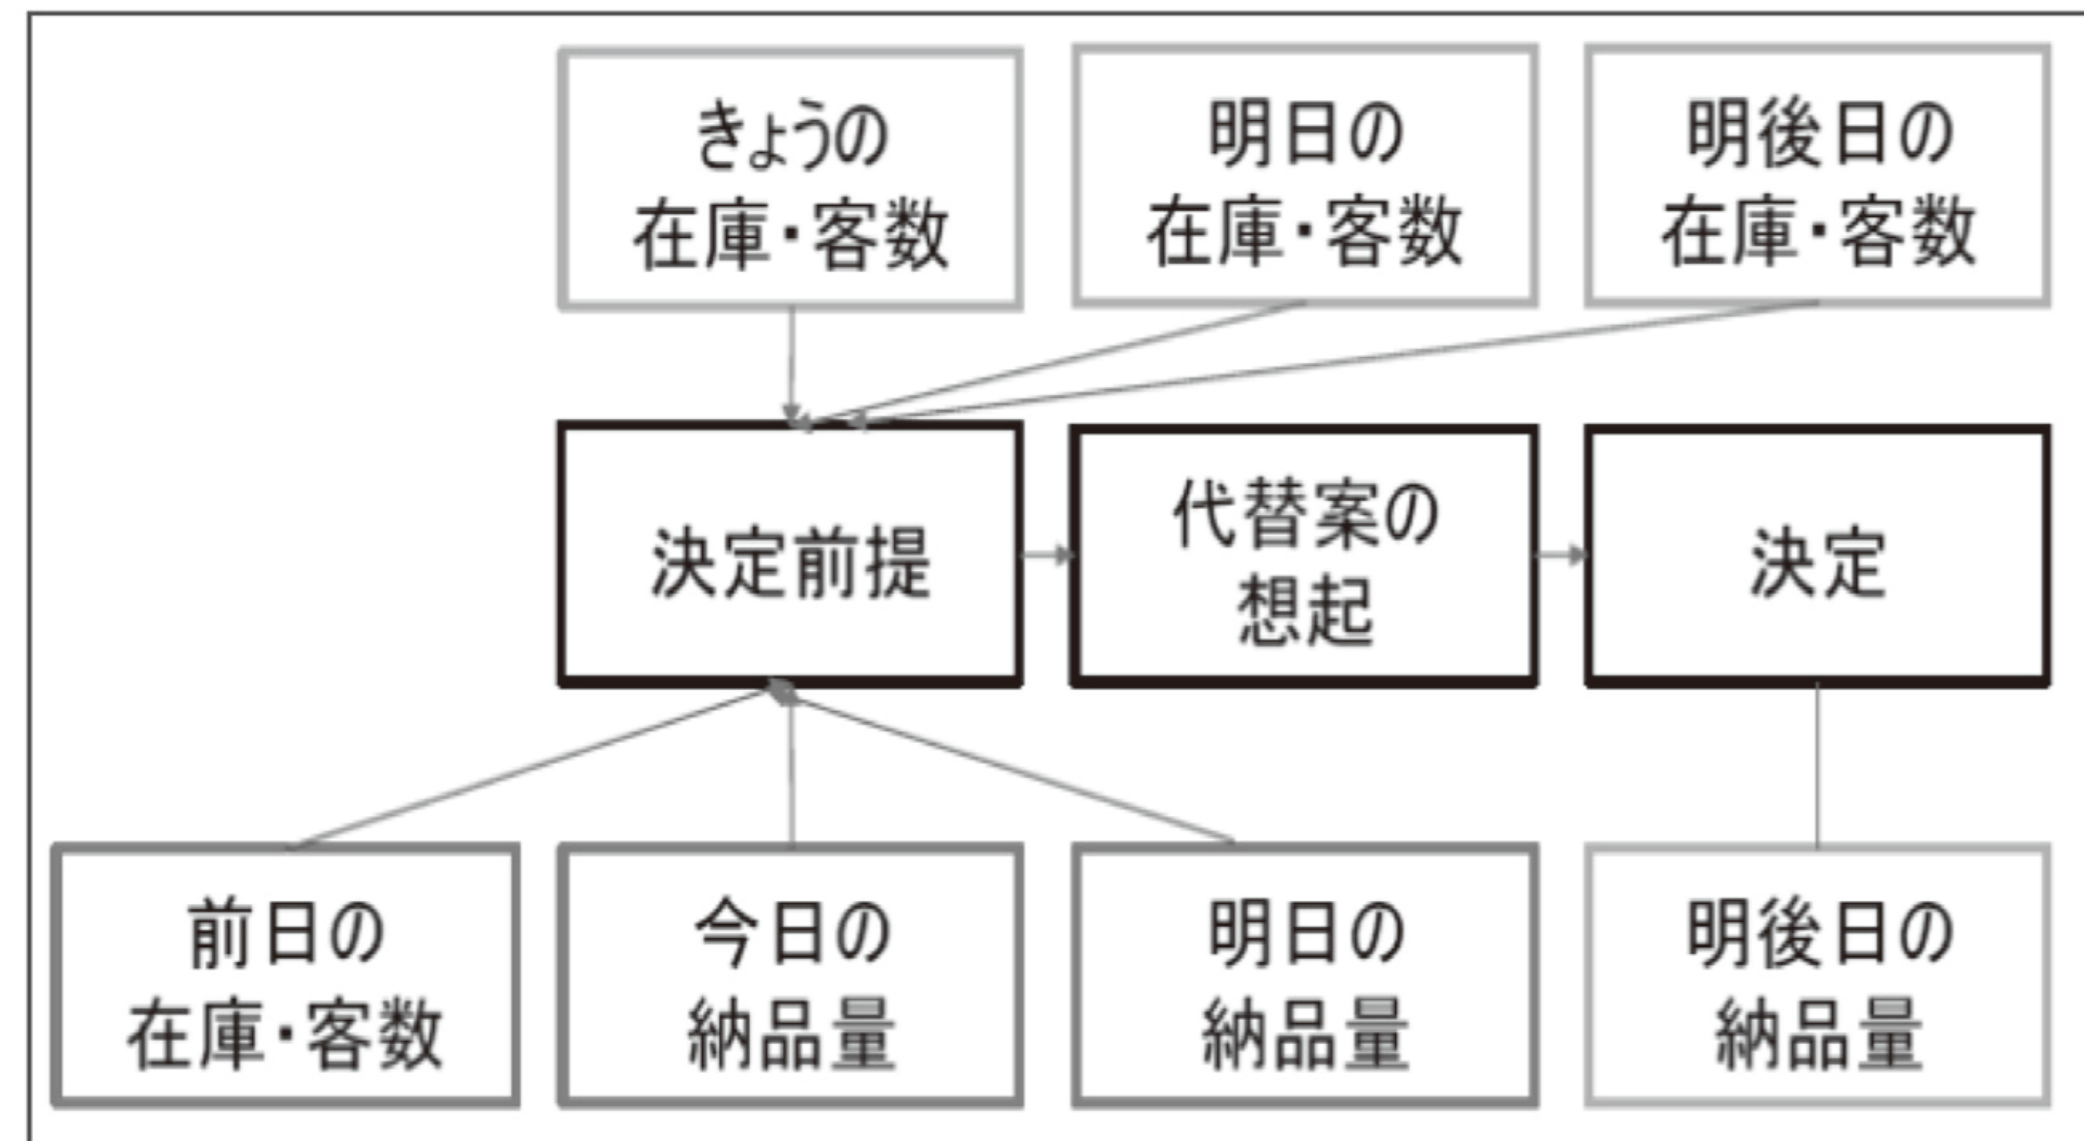 きょうの
在庫・客数
明日の
在庫・客数
明後日の
在庫・客数
決定前提
代替案の
想起
決定
前日の
在庫・客数
今日の
納品量
明日の
納品量
明後日の
納品量